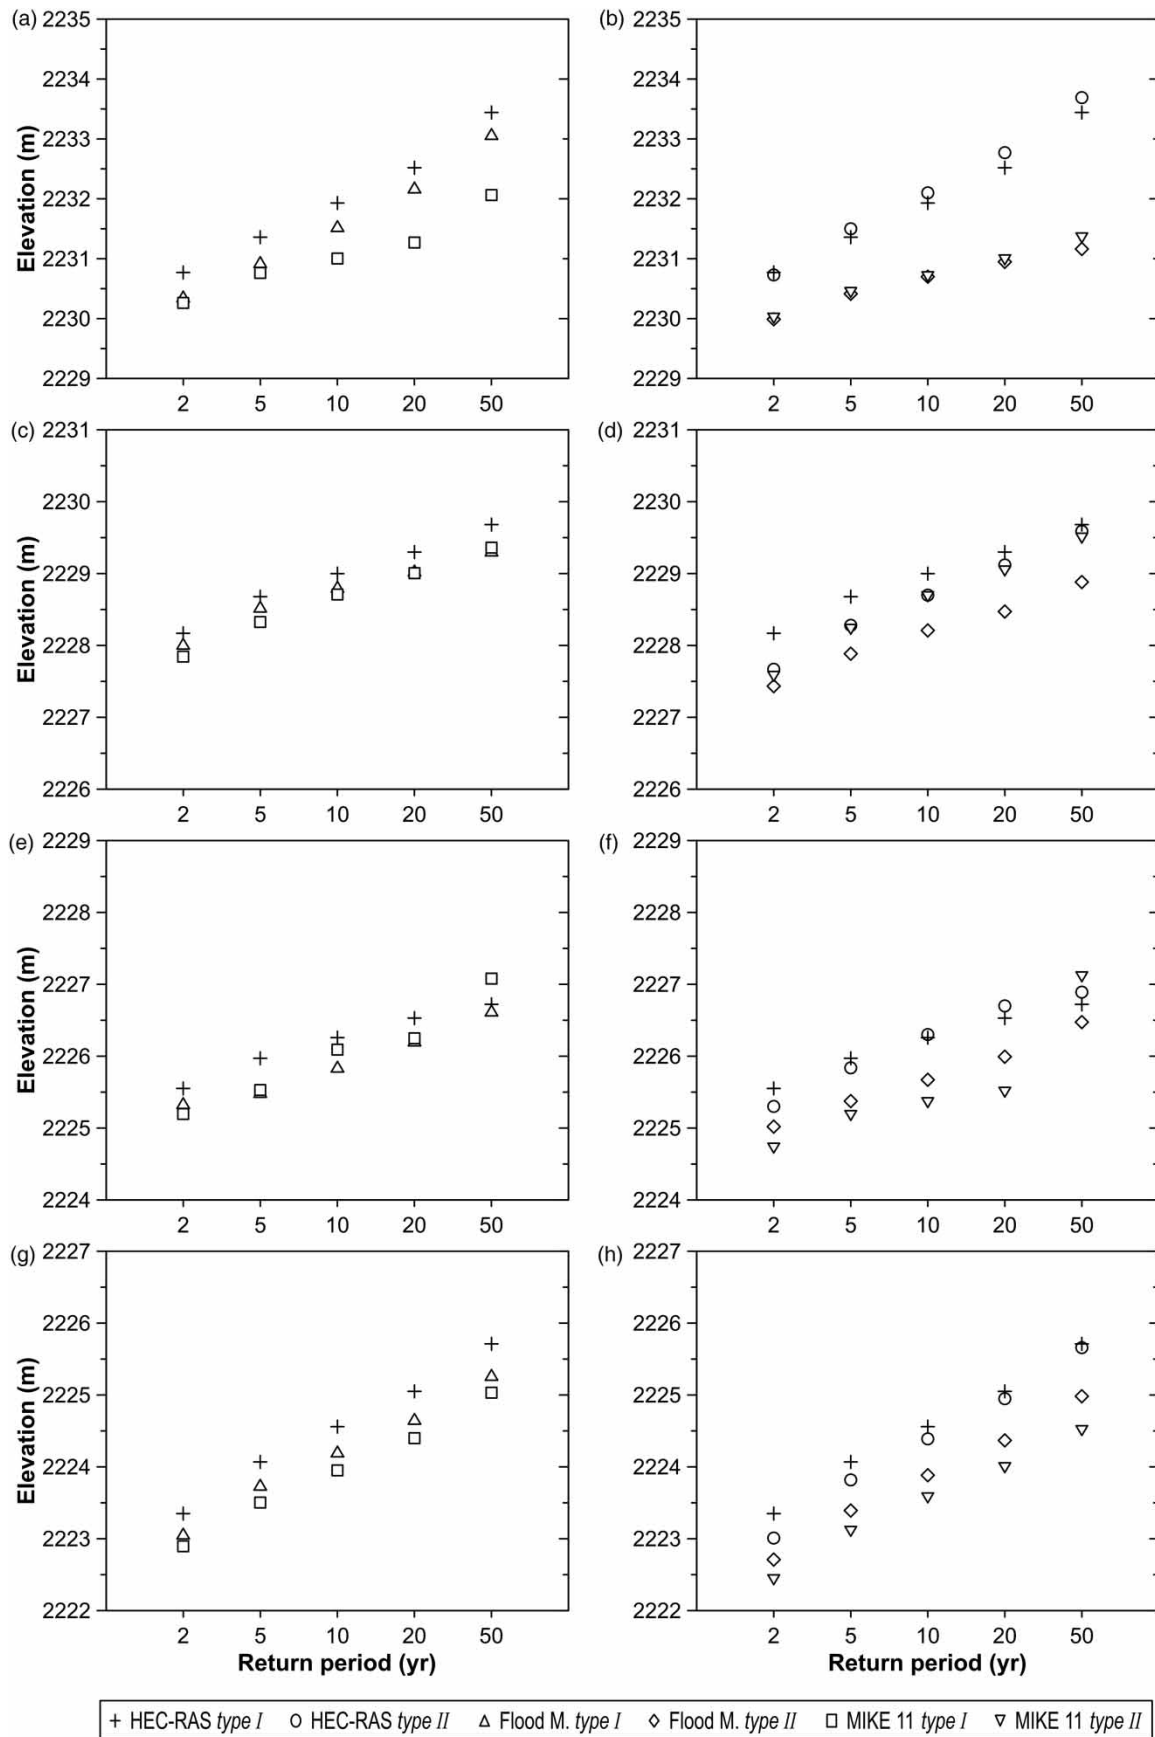 (a) (b)
2235 2235
2234 2234
2233 2233
2232 2232
2231 2231
2230 2230
2229 2229
Elevation (m)
2 5 10 20 50 2 5 10 20 50
(c) (d)
2231 2231
2230 2230
2229 2229
2228 2228
2227 2227
2226 2226
Elevation (m)
2 5 10 20 50 2 5 10 20 50
(e) (f)
2229 2229
2228 2228
2227 2227
2226 2226
2225 2225
2224 2224
Elevation (m)
2 5 10 20 50 2 5 10 20 50
(g) (h)
2227 2227
2226 2226
2225 2225
2224 2224
2223 2223
2222 2222
Elevation (m)
2 5 10 20 50 2 5 10 20 50
Return period (yr) Return period (yr)
HEC-RAS type I HEC-RAS type II Flood M. type I Flood M. type II MIKE 11 type I MIKE 11 type II